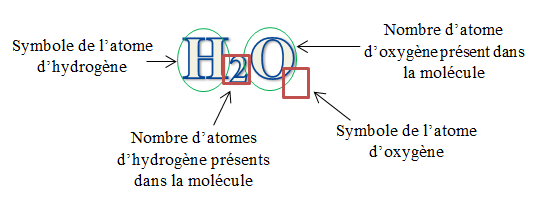 Symbole de l'atome
d'hydrogène
H2O
Nombre d'atome
d'oxygène présent dans
la molécule
Nombre d'atomes
d'hydrogène présents
dans la molécule
Symbole de l'atome
d'oxygène